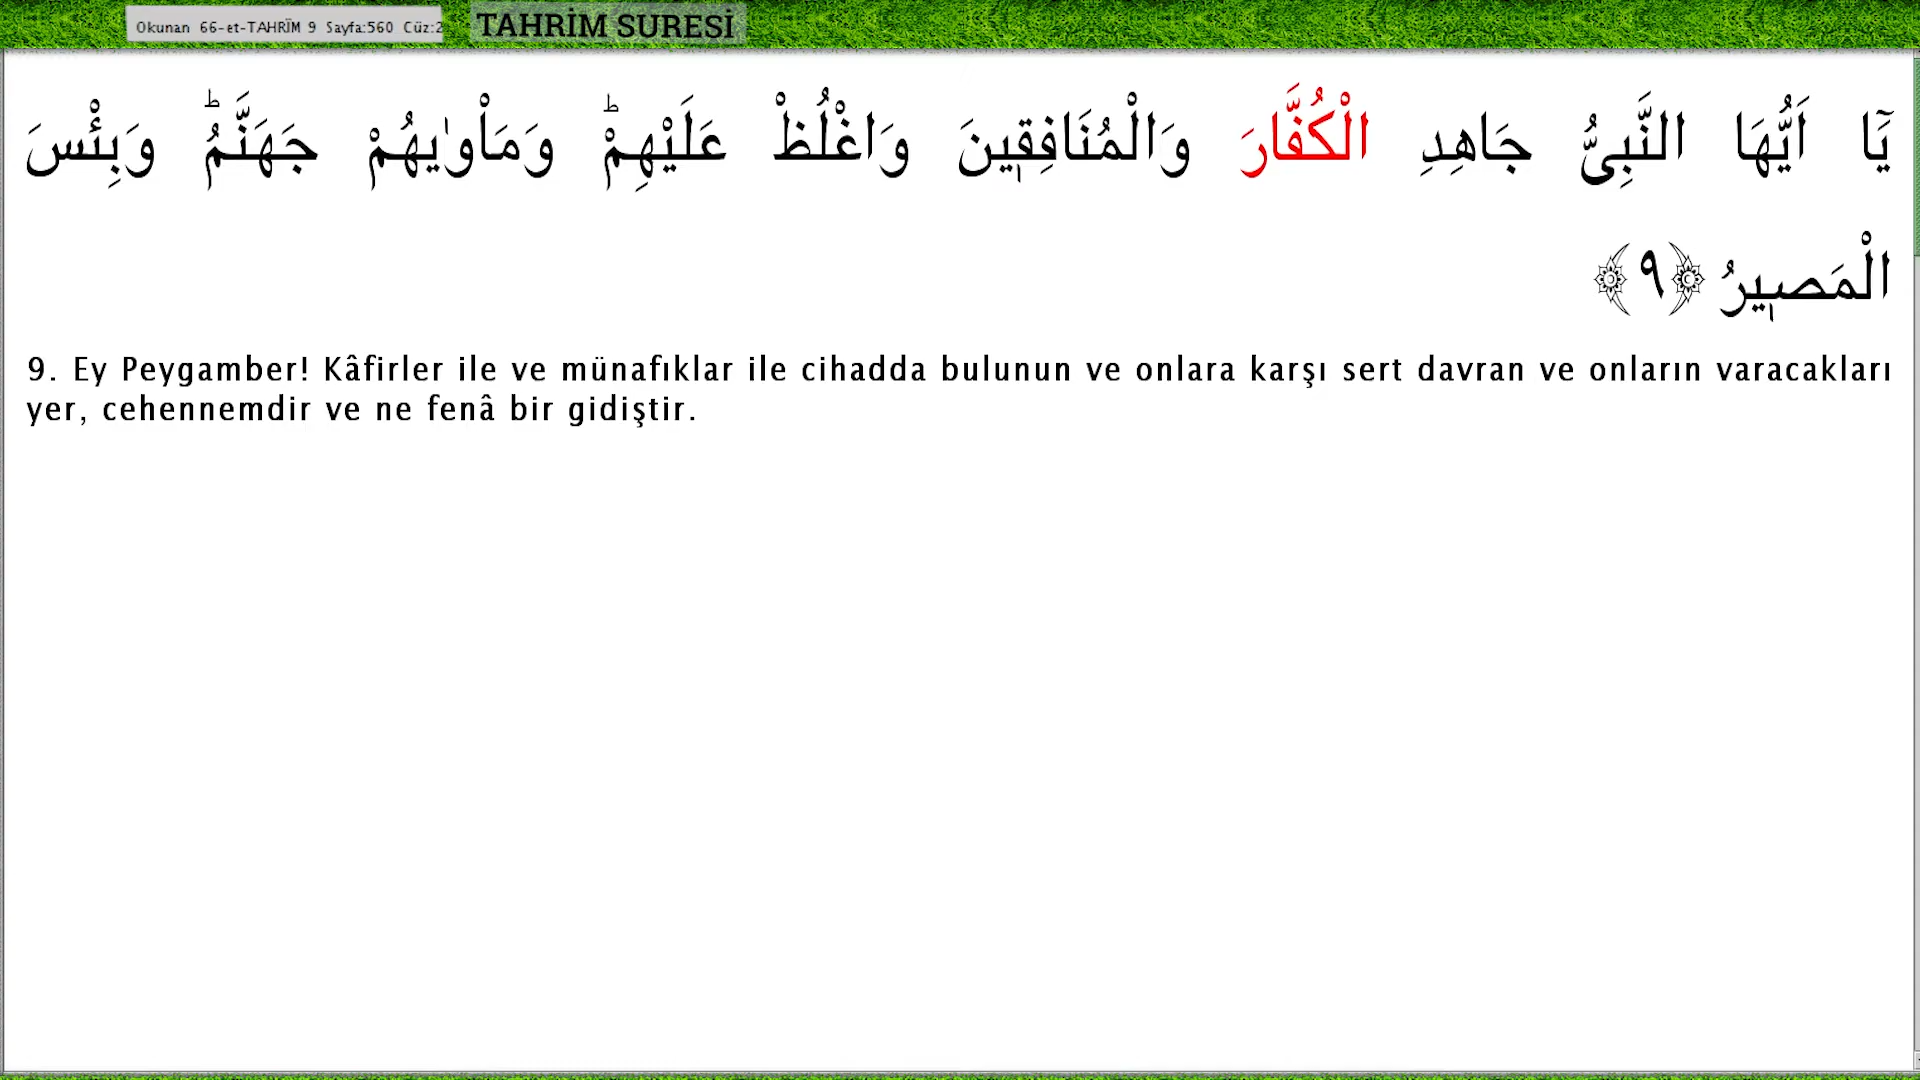 Okunan 66-et-TAHRÎM 9 Sayfa:560 Cüz:2
TAHRİM SURESİ
يَٓا اَيُّهَا النَّبِىُّ جَاهِدِ الْكُفَّارَ وَالْمُنَافِقٖينَ وَاغْلُظْ عَلَيْهِمْؕ وَمَاْوٰيهُمْ جَهَنَّمُؕ وَبِئْسَ
الْمَصٖيرُ ﴿٩﴾
9. Ey Peygamber! Kâfirler ile ve münafıklar ile cihadda bulunun ve onlara karşı sert davran ve onların varacakları
yer, cehennemdir ve ne fenâ bir gidiştir.